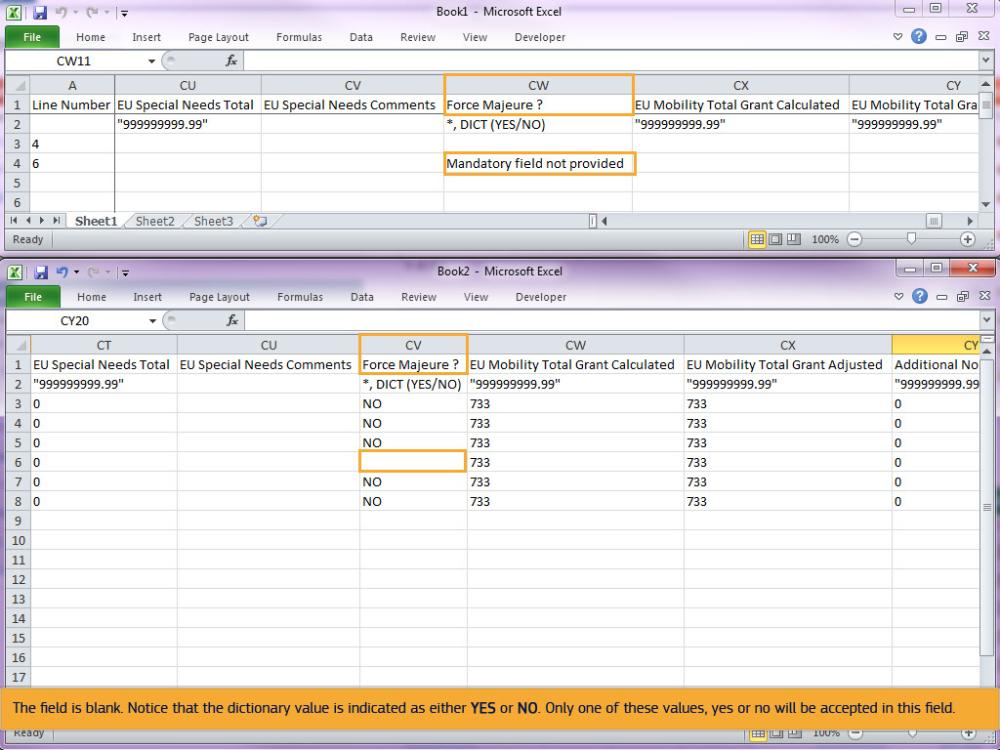 Book1 - Microsoft Excel
File Home Insert Page Layout Formulas Data Review View Developer
CW11 fx
A CU CV CW CX CY
1 Line Number EU Special Needs Total EU Special Needs Comments Force Majeure ? EU Mobility Total Grant Calculated EU Mobility Total Gra
2 "999999999.99" *, DICT (YES/NO) "999999999.99" "999999999.99"
3 4
4 6 Mandatory field not provided
5
6
Sheet1 Sheet2 Sheet3
Ready 100%
Book2 - Microsoft Excel
File Home Insert Page Layout Formulas Data Review View Developer
CY20 fx
CT CU CV CW CX CY
1 EU Special Needs Total EU Special Needs Comments Force Majeure ? EU Mobility Total Grant Calculated EU Mobility Total Grant Adjusted Additional No
2 "999999999.99" *, DICT (YES/NO) "999999999.99" "999999999.99" "999999999.99
3 0 NO 733 733 0
4 0 NO 733 733 0
5 0 NO 733 733 0
6 0 733 733 0
7 0 NO 733 733 0
8 0 NO 733 733 0
9
10
11
12
13
14
15
16
17
The field is blank. Notice that the dictionary value is indicated as either YES or NO. Only one of these values, yes or no will be accepted in this field.
Ready 100%